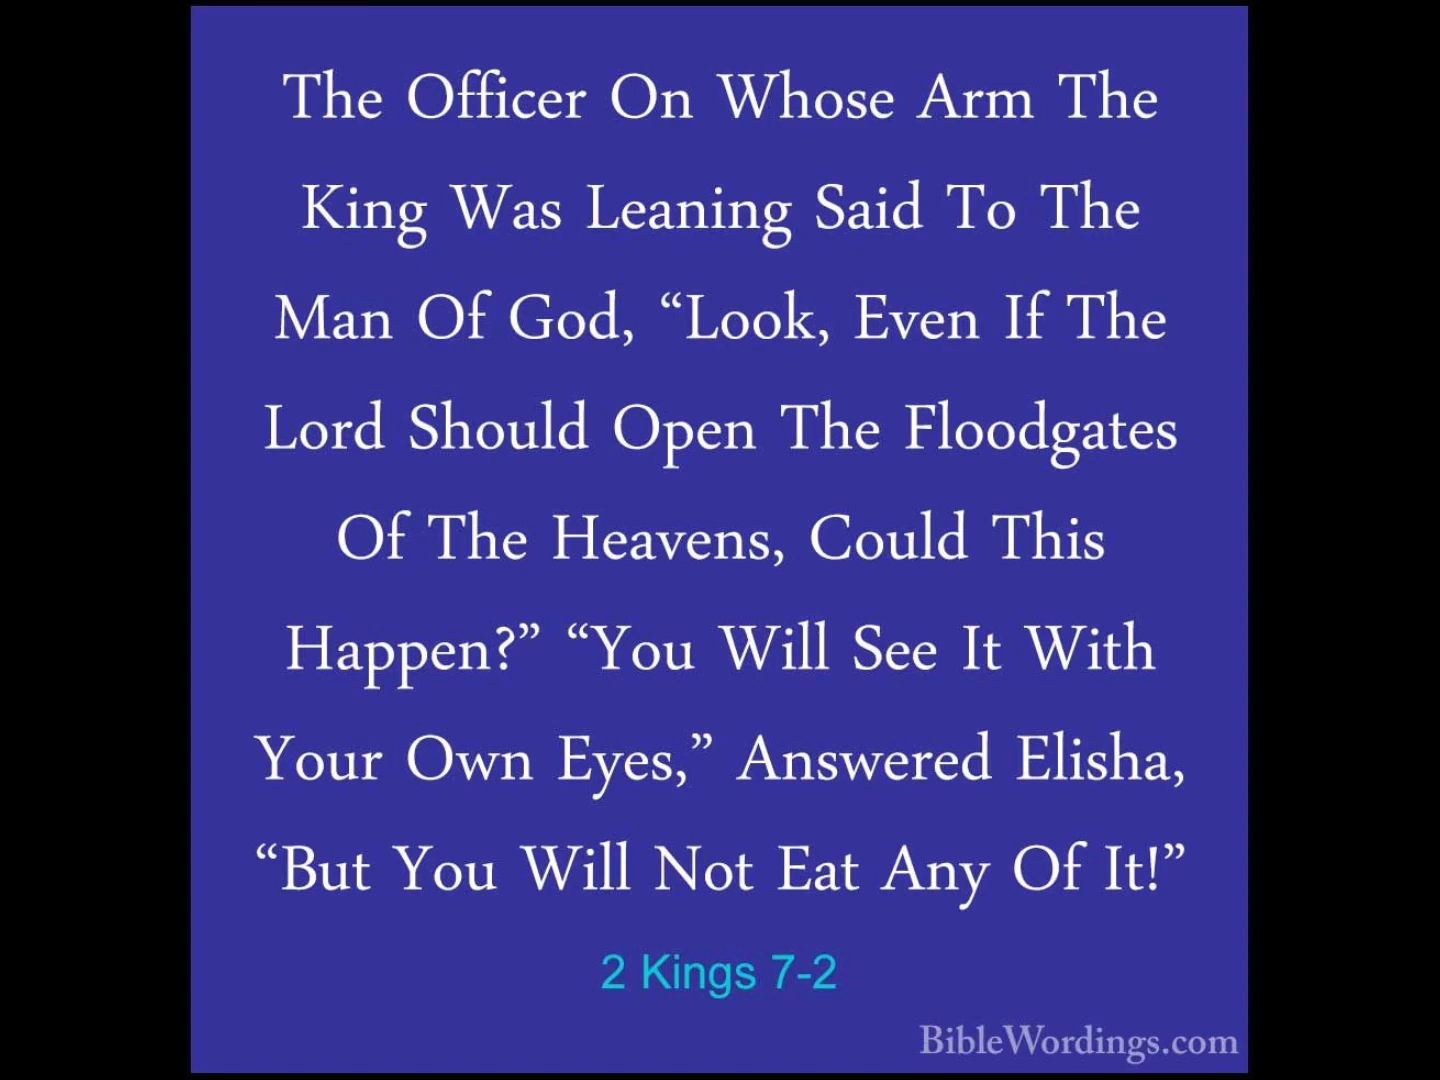 The Officer On Whose Arm The
King Was Leaning Said To The
Man Of God, “Look, Even If The
Lord Should Open The Floodgates
Of The Heavens, Could This
Happen?” “You Will See It With
Your Own Eyes,” Answered Elisha,
“But You Will Not Eat Any Of It!”
2 Kings 7-2
BibleWordings.com